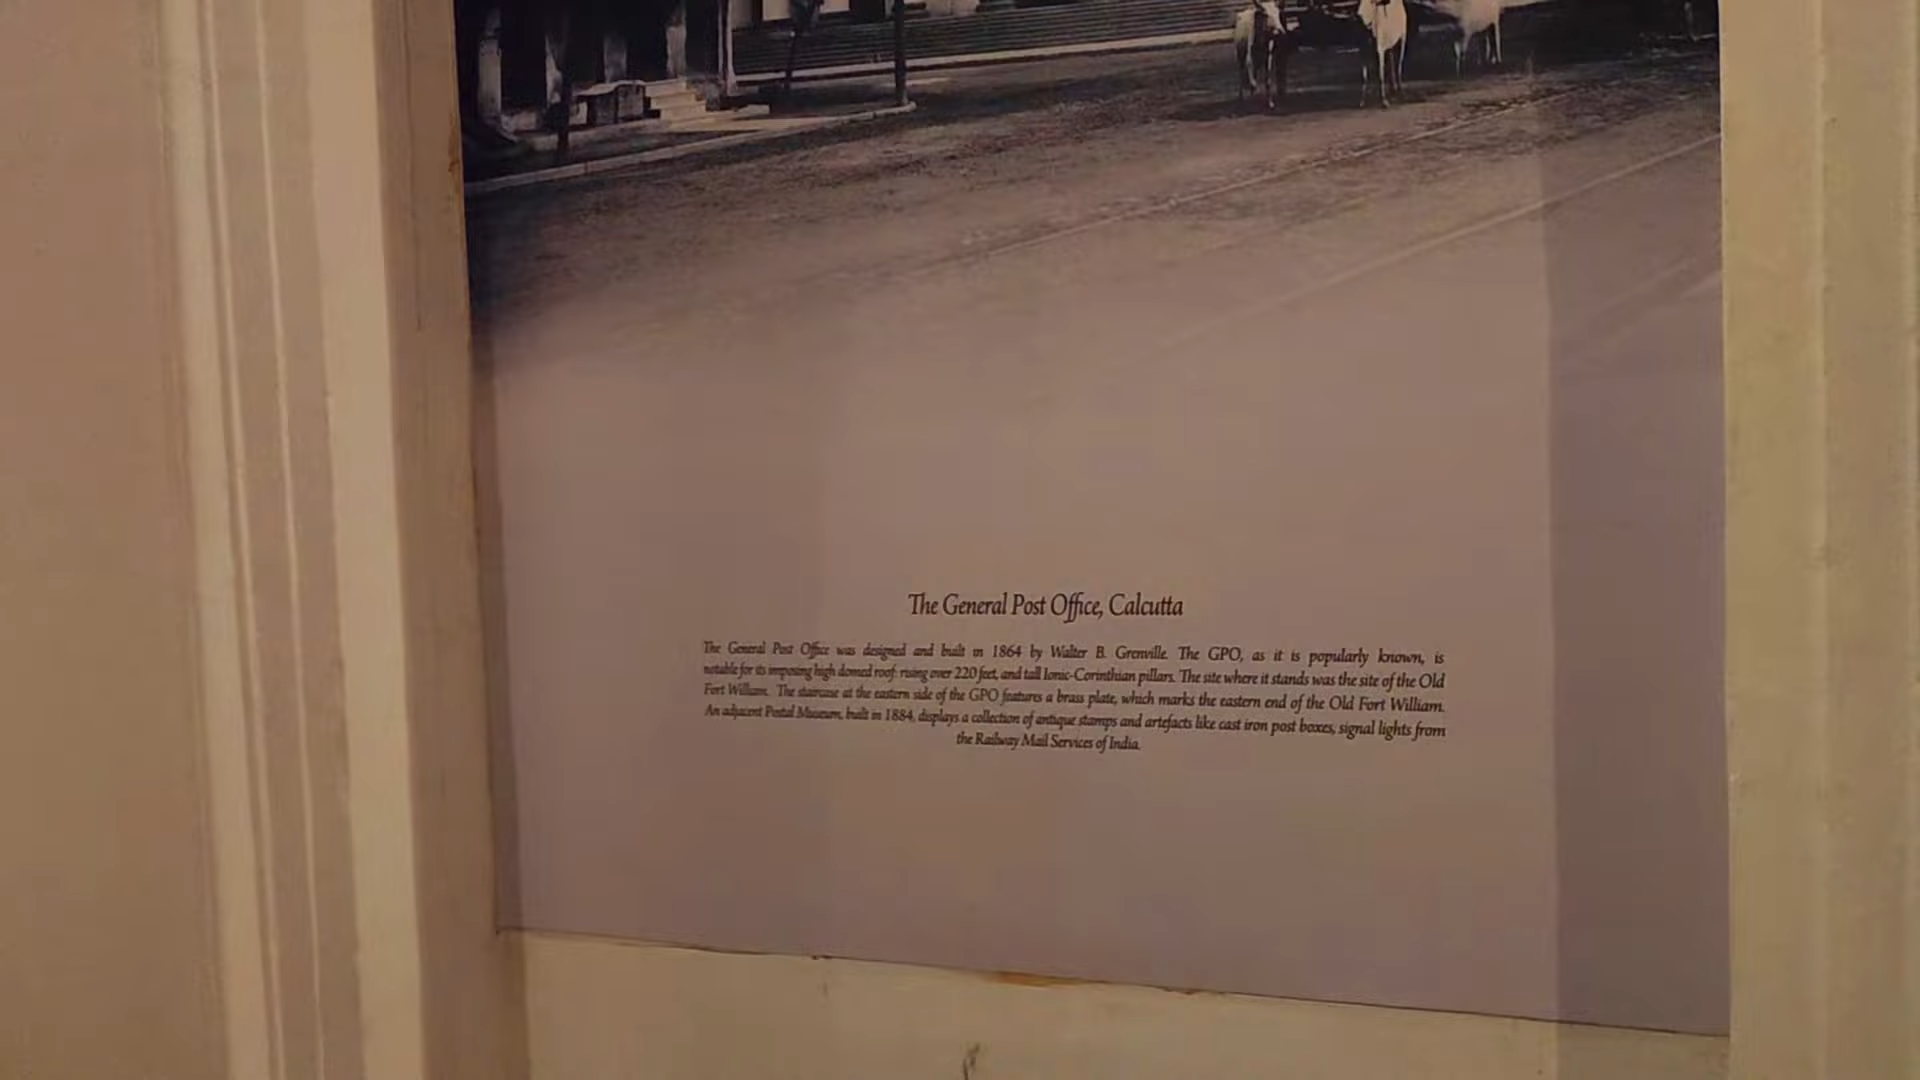 The General Post Office, Calcutta
The General Post Office was designed and built in 1864 by Walter B. Grenville. The GPO, as it is popularly known, is
notable for its imposing high domed roof: rising over 220 feet, and tall Ionic-Corinthian pillars. The site where it stands was the site of the Old
Fort William. The staircase at the eastern side of the GPO features a brass plate, which marks the eastern end of the Old Fort William.
An adjacent Postal Museum, built in 1884, displays a collection of antique stamps and artefacts like cast iron post boxes, signal lights from
the Railway Mail Services of India.